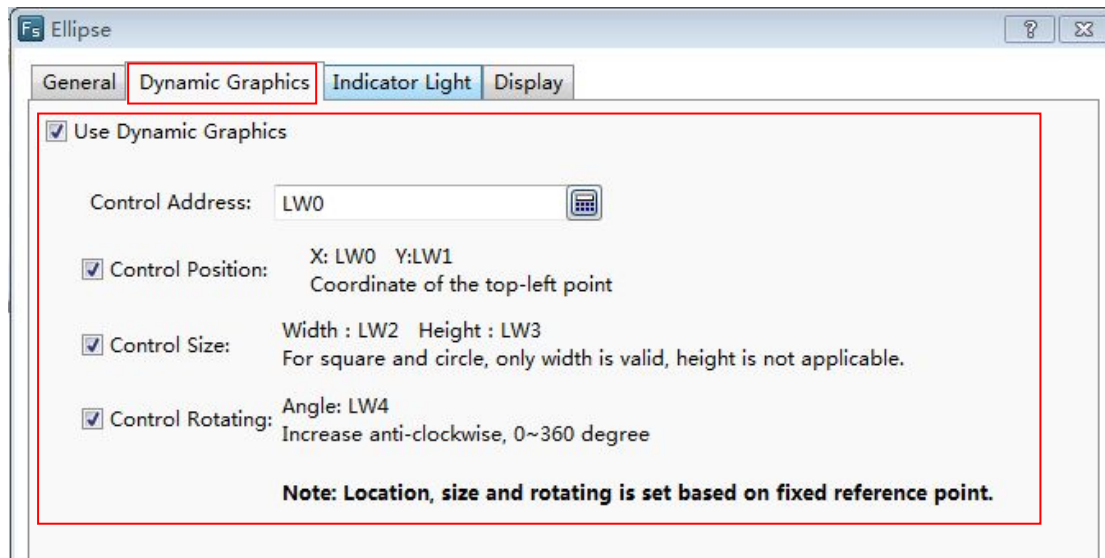 Fs Ellipse
General Dynamic Graphics Indicator Light Display
Use Dynamic Graphics
Control Address: LW0
Control Position: X: LW0 Y:LW1
Coordinate of the top-left point
Control Size: Width : LW2 Height : LW3
For square and circle, only width is valid, height is not applicable.
Control Rotating: Angle: LW4
Increase anti-clockwise, 0~360 degree
Note: Location, size and rotating is set based on fixed reference point.